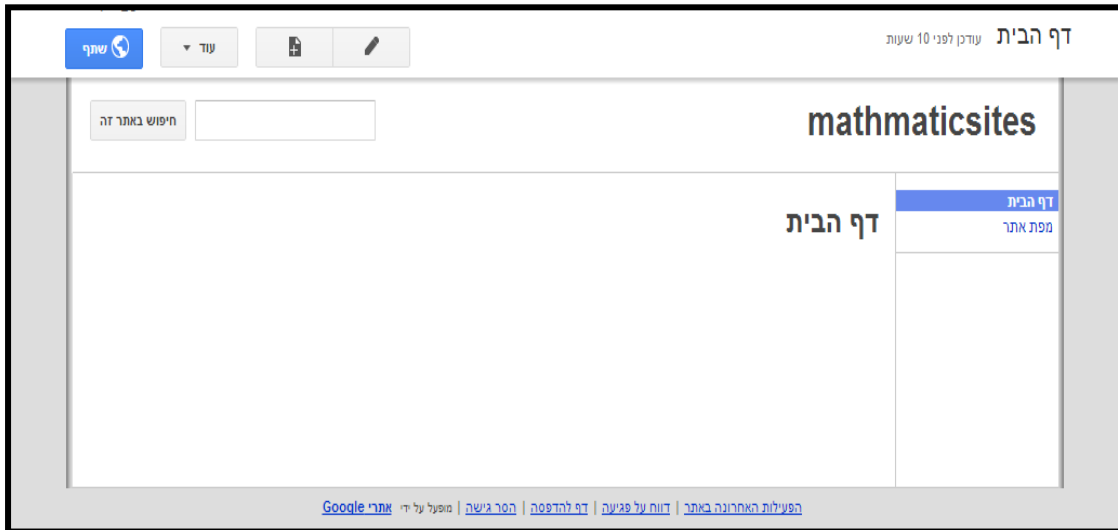 דף הבית עודכן לפני 10 שעות
עוד
שתף
mathmaticsites
חיפוש באתר זה
דף הבית
מפת אתר
דף הבית
הפעילות האחרונה באתר | דווח על פגיעה | דף להדפסה | הסר גישה | מופעל על ידי אתרי Google